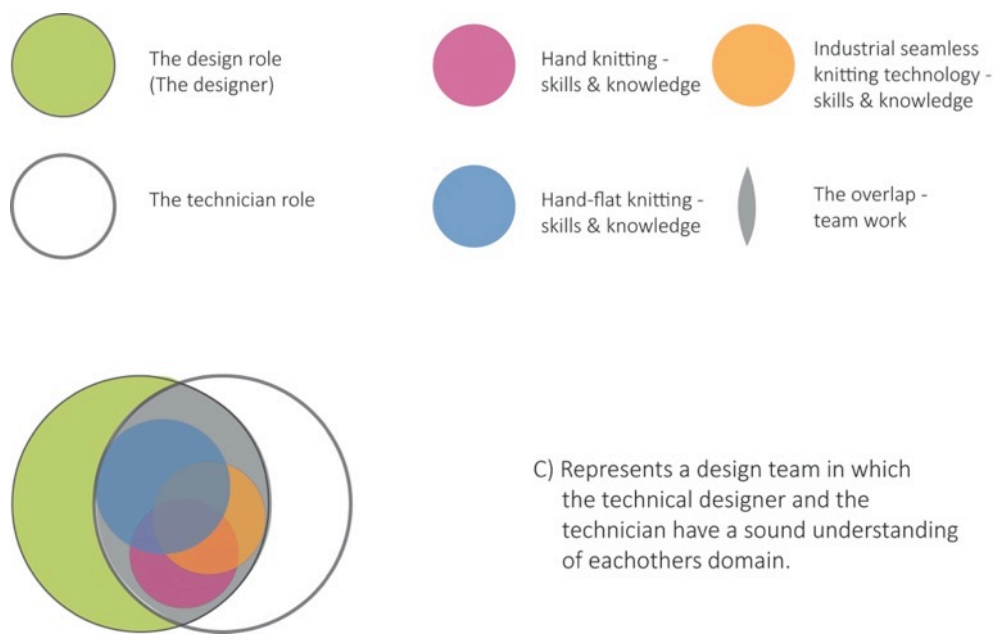 The design role
(The designer)
Hand knitting -
skills & knowledge
Industrial seamless
knitting technology -
skills & knowledge
The technician role
Hand-flat knitting -
skills & knowledge
The overlap -
team work
C) Represents a design team in which
the technical designer and the
technician have a sound understanding
of eachothers domain.